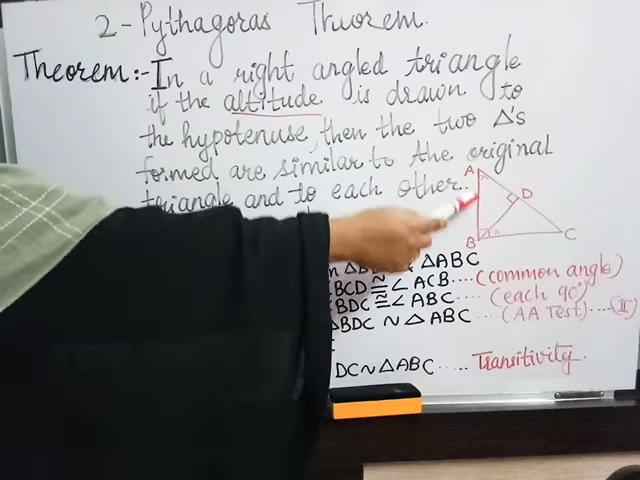 2-Pythagoras Theorem.
Theorem:- In a right angled triangle
if the altitude is drawn to
the hypotenuse, then the two Δ's
formed are similar to the original
triangle and to each other.
A
D
B
C
ΔABC
BCD ≅ ∠ACB....(common angle)
BDC ≅ ∠ABC....(each 90°)
ΔBDC ~ ΔABC....(AA Test)....(II)
DC ~ ΔABC..... Transitivity.